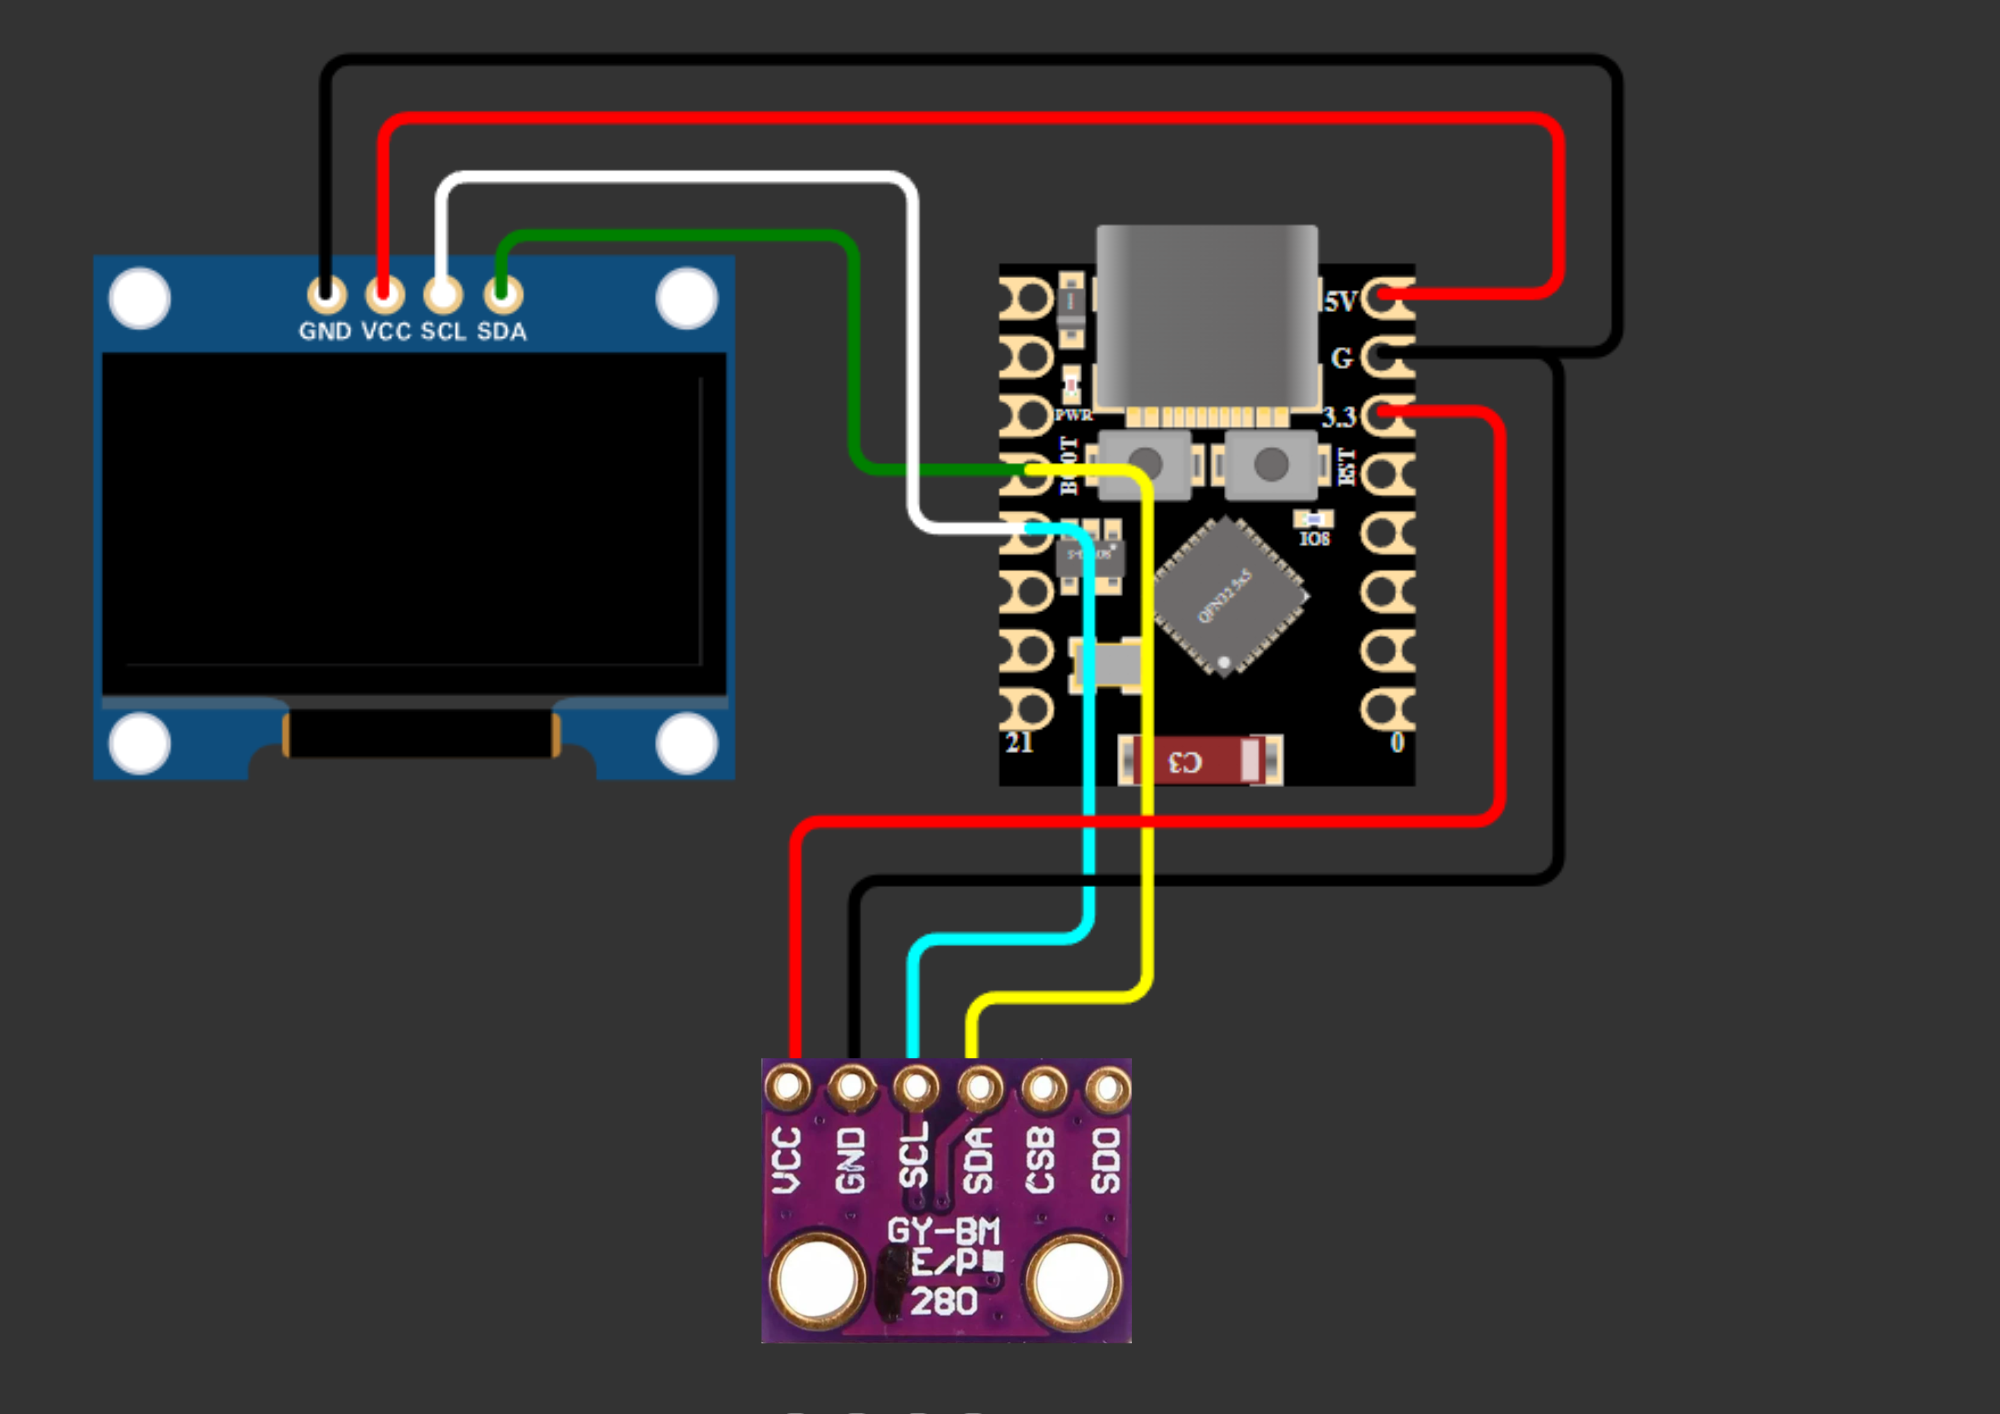 GND VCC SCL SDA
5V
G
PWR
3.3
BOOT
RST
IO8
QFN32 5x5
21
0
C3
VCC
GND
SCL
SDA
CSB
SDO
GY-BM
E/P
280